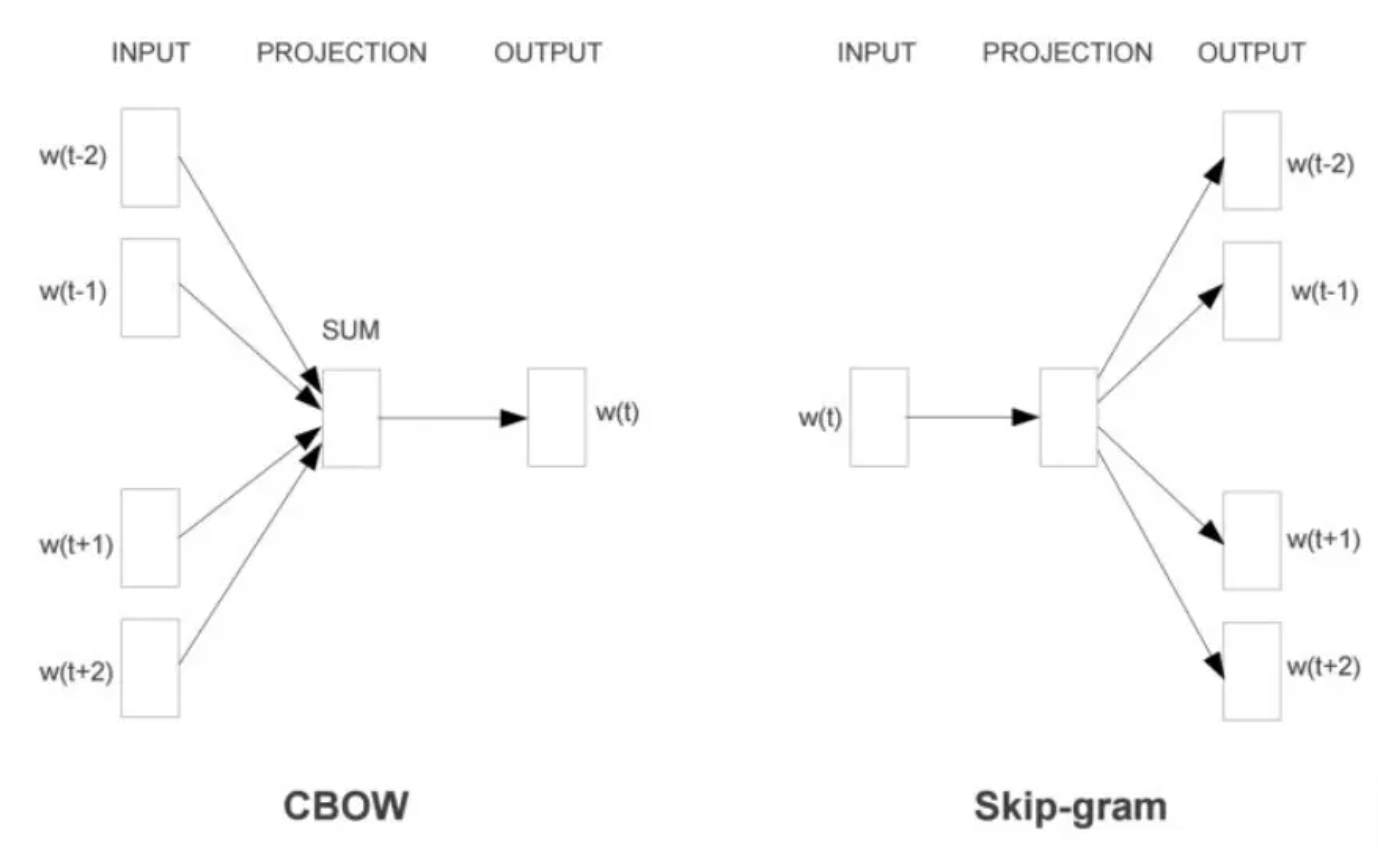 INPUT PROJECTION OUTPUT
w(t-2)
w(t-1)
SUM
w(t)
w(t+1)
w(t+2)
CBOW
INPUT PROJECTION OUTPUT
w(t-2)
w(t-1)
w(t)
w(t+1)
w(t+2)
Skip-gram